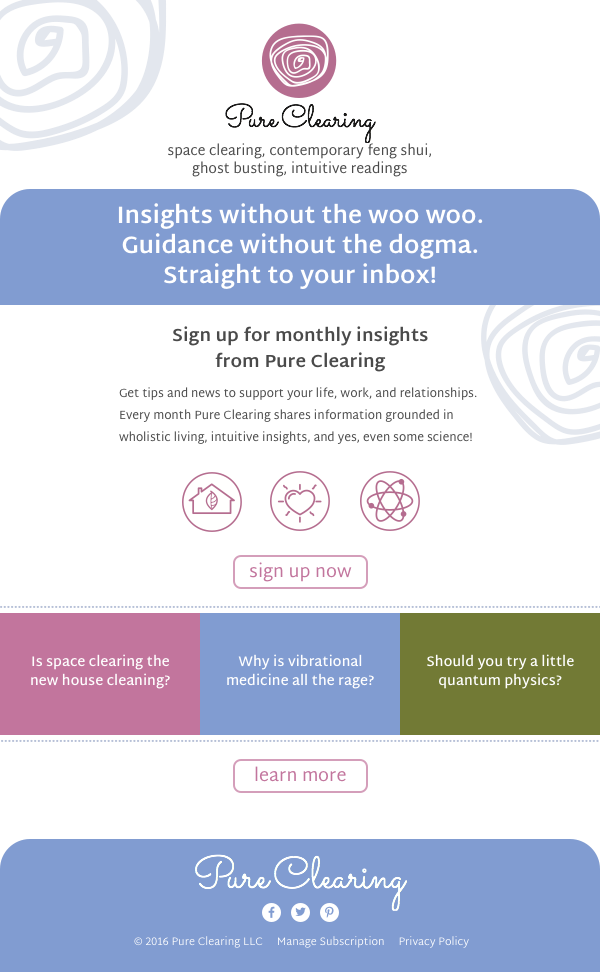 Pure Clearing
space clearing, contemporary feng shui,
ghost busting, intuitive readings
Insights without the woo woo.
Guidance without the dogma.
Straight to your inbox!
Sign up for monthly insights
from Pure Clearing
Get tips and news to support your life, work, and relationships.
Every month Pure Clearing shares information grounded in
wholistic living, intuitive insights, and yes, even some science!
sign up now
Is space clearing the
new house cleaning?
Why is vibrational
medicine all the rage?
Should you try a little
quantum physics?
learn more
Pure Clearing
© 2016 Pure Clearing LLC Manage Subscription Privacy Policy